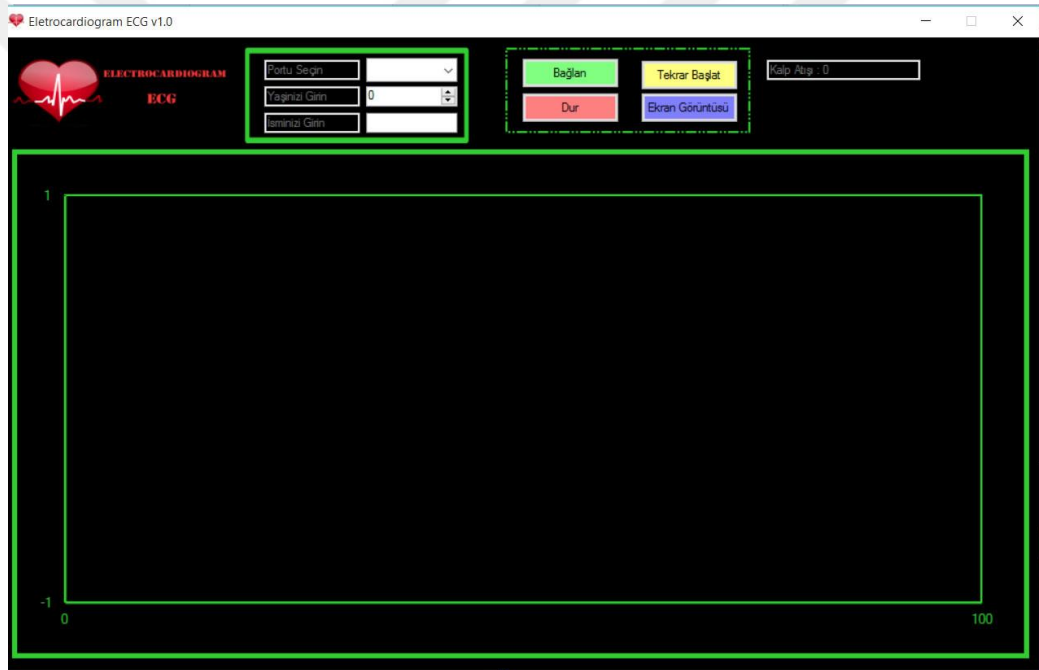 Eletrocardiogram ECG v1.0
ELECTROCARDIOGRAM
ECG
Portu Seçin
Yaşinizi Girin 0
Isminizi Girin
Bağlan
Tekrar Başlat
Dur
Ekran Görüntüsü
Kalp Atışı : 0
1
-1
0 100